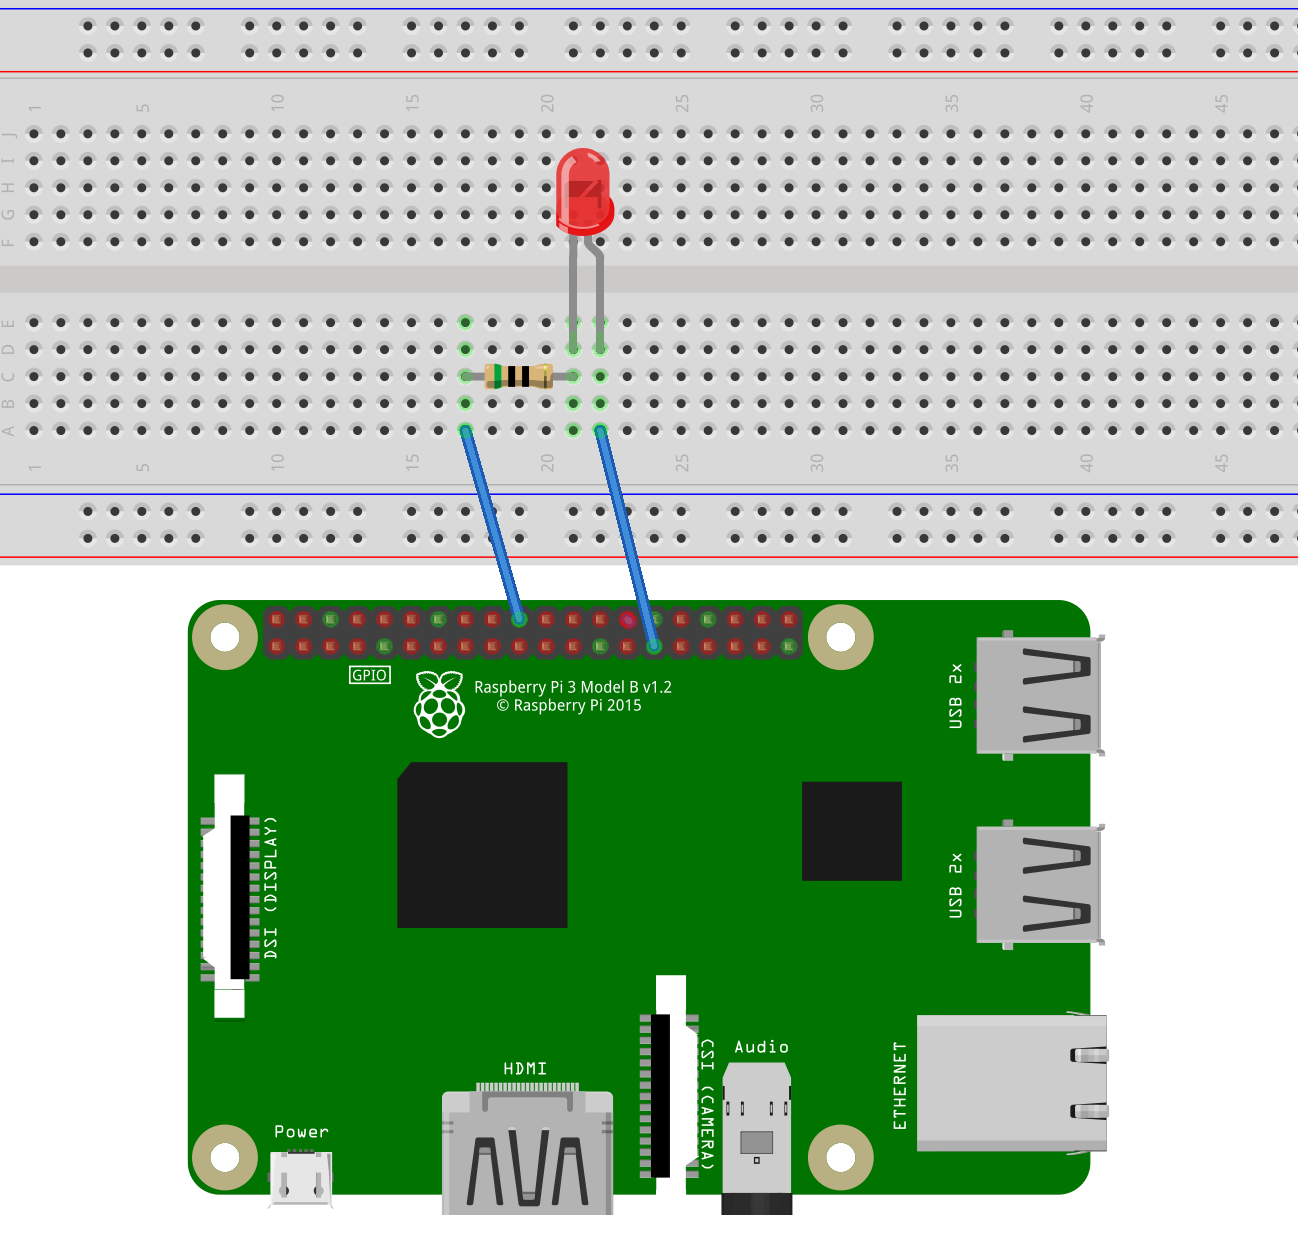 1 5 10 15 20 25 30 35 40 45
J
I
H
G
F
E
D
C
B
A
1 5 10 15 20 25 30 35 40 45
GPIO
Raspberry Pi 3 Model B v1.2
© Raspberry Pi 2015
USB 2x
DSI (DISPLAY)
USB 2x
HDMI
CSI (CAMERA)
Audio
ETHERNET
Power